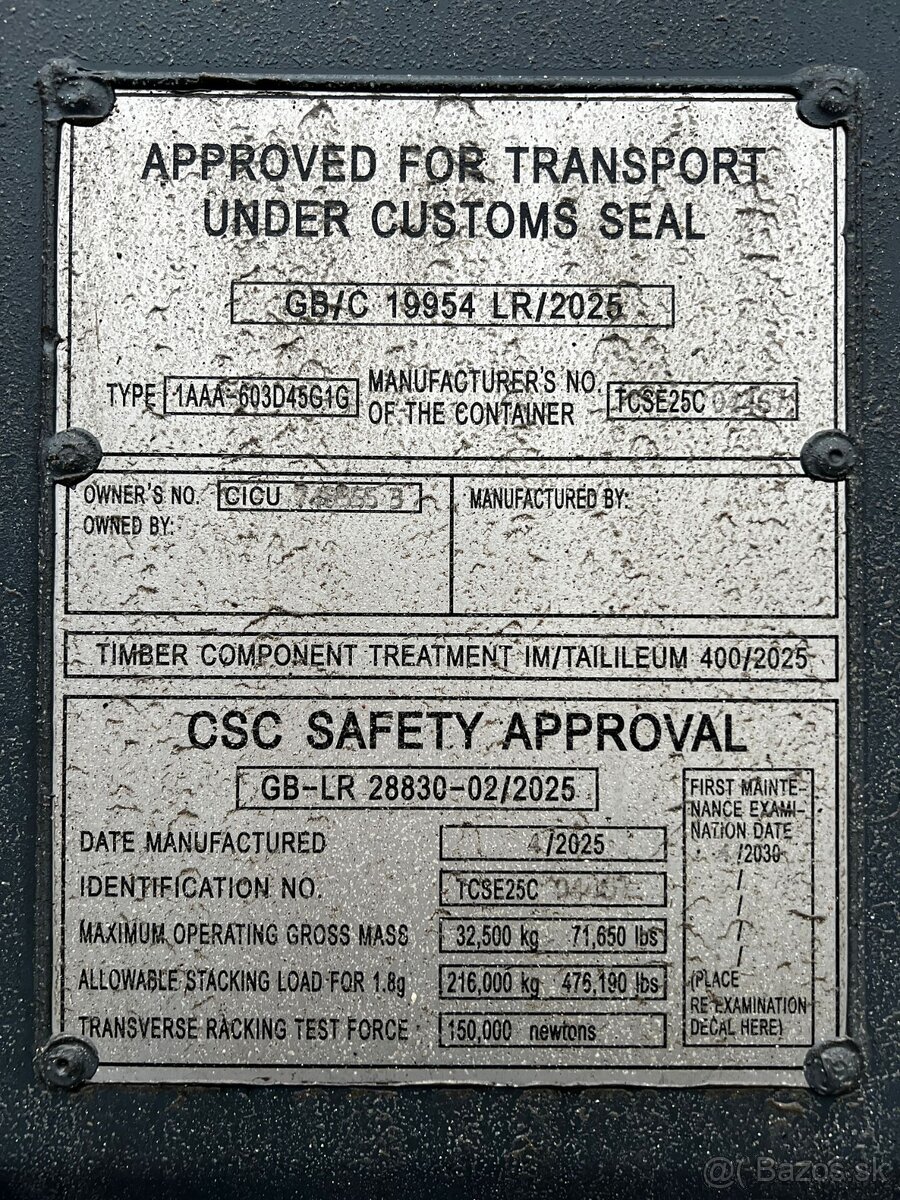 APPROVED FOR TRANSPORT
UNDER CUSTOMS SEAL
GB/C 19954 LR/2025
TYPE 1AAA-603D45G1G MANUFACTURER'S NO.
OF THE CONTAINER TCSE25C
OWNER'S NO. CICU
OWNED BY:
MANUFACTURED BY:
TIMBER COMPONENT TREATMENT IM/TAILILEUM 400/2025
CSC SAFETY APPROVAL
GB-LR 28830-02/2025
DATE MANUFACTURED 4/2025
IDENTIFICATION NO. TCSE25C
MAXIMUM OPERATING GROSS MASS 32,500 kg 71,650 lbs
ALLOWABLE STACKING LOAD FOR 1.8g 216,000 kg 476,190 lbs
TRANSVERSE RACKING TEST FORCE 150,000 newtons
FIRST MAINTE-
NANCE EXAMI-
NATION DATE
/2030
/
/
/
/
(PLACE
RE-EXAMINATION
DECAL HERE)
@( Bazos.sk